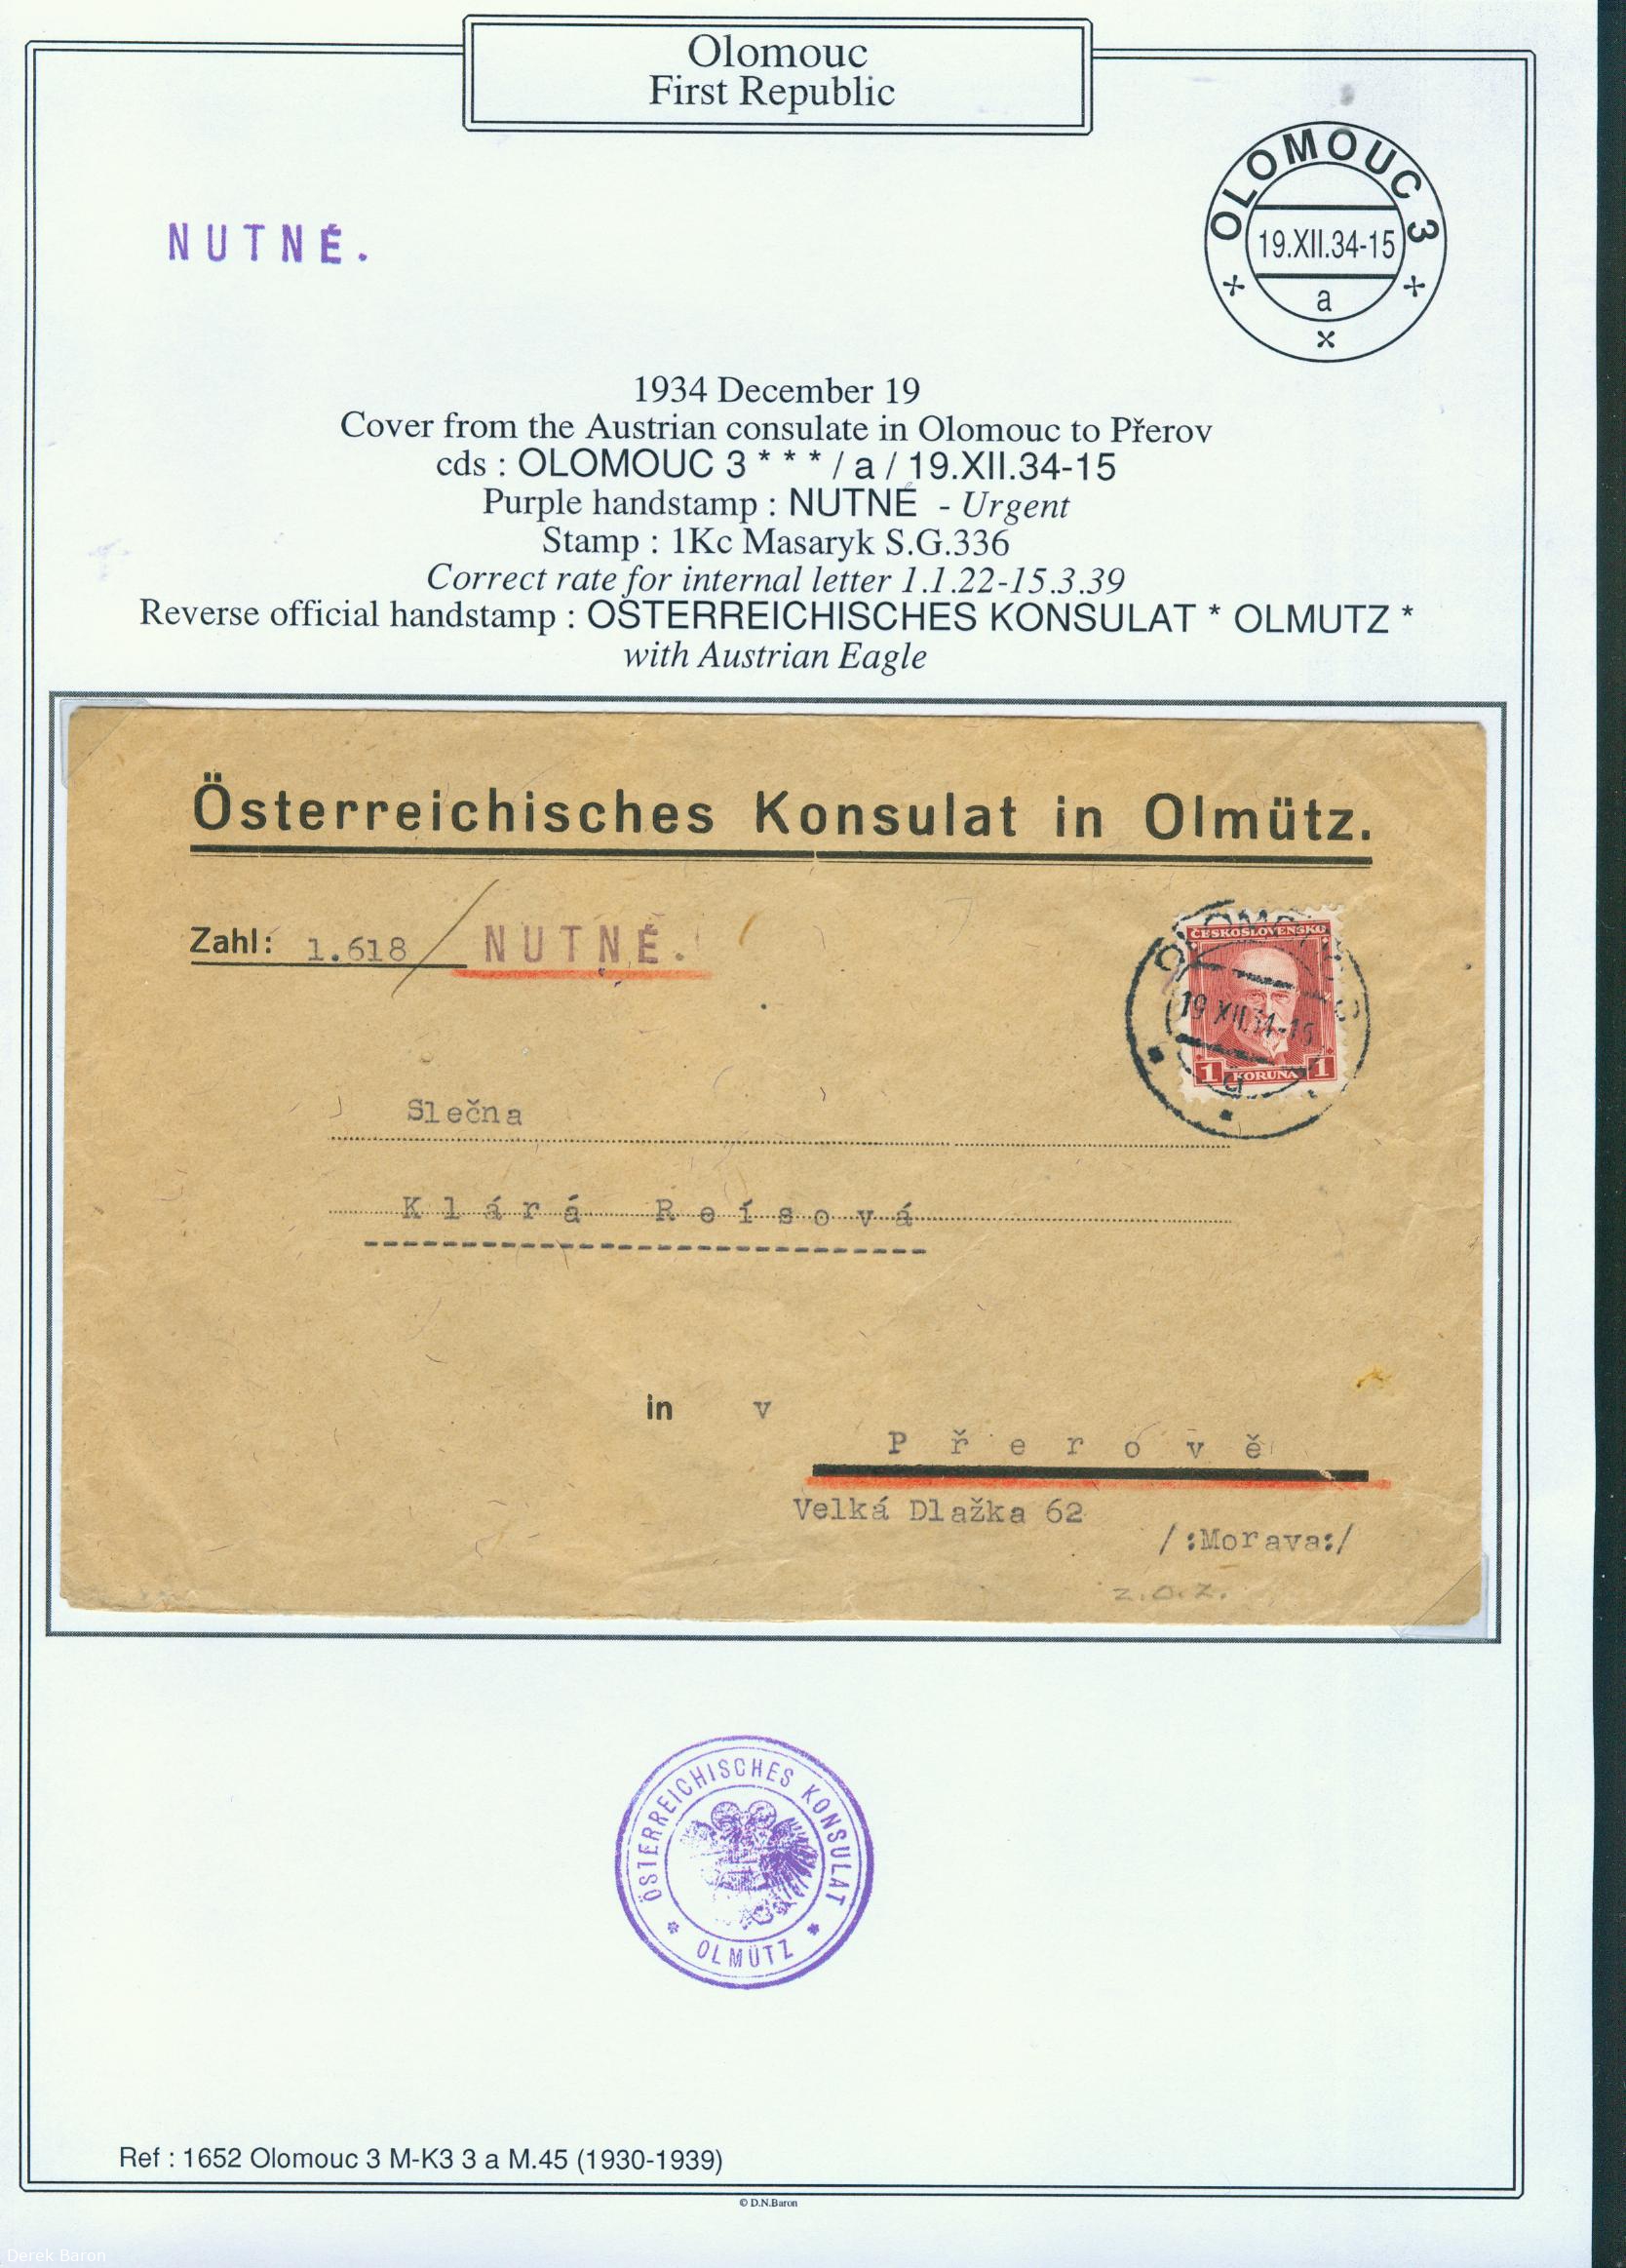 Olomouc
First Republic
NUTNÉ.
OLOMOUC 3
19.XII.34-15
a
1934 December 19
Cover from the Austrian consulate in Olomouc to Přerov
cds : OLOMOUC 3 * * * / a / 19.XII.34-15
Purple handstamp : NUTNÉ - Urgent
Stamp : 1Kc Masaryk S.G.336
Correct rate for internal letter 1.1.22-15.3.39
Reverse official handstamp : OSTERREICHISCHES KONSULAT * OLMUTZ *
with Austrian Eagle
Österreichisches Konsulat in Olmütz.
Zahl: 1.618 / NUTNÉ.
ČESKOSLOVENSKO
19 XII.34-15
1 KORUNA 1
Slečna
Klárá Reisová
in v
Přerově
Velká Dlažka 62
/:Morava:/
z.o.z.
ÖSTERREICHISCHES KONSULAT
* OLMÜTZ *
Ref : 1652 Olomouc 3 M-K3 3 a M.45 (1930-1939)
© D.N.Baron
Derek Baron